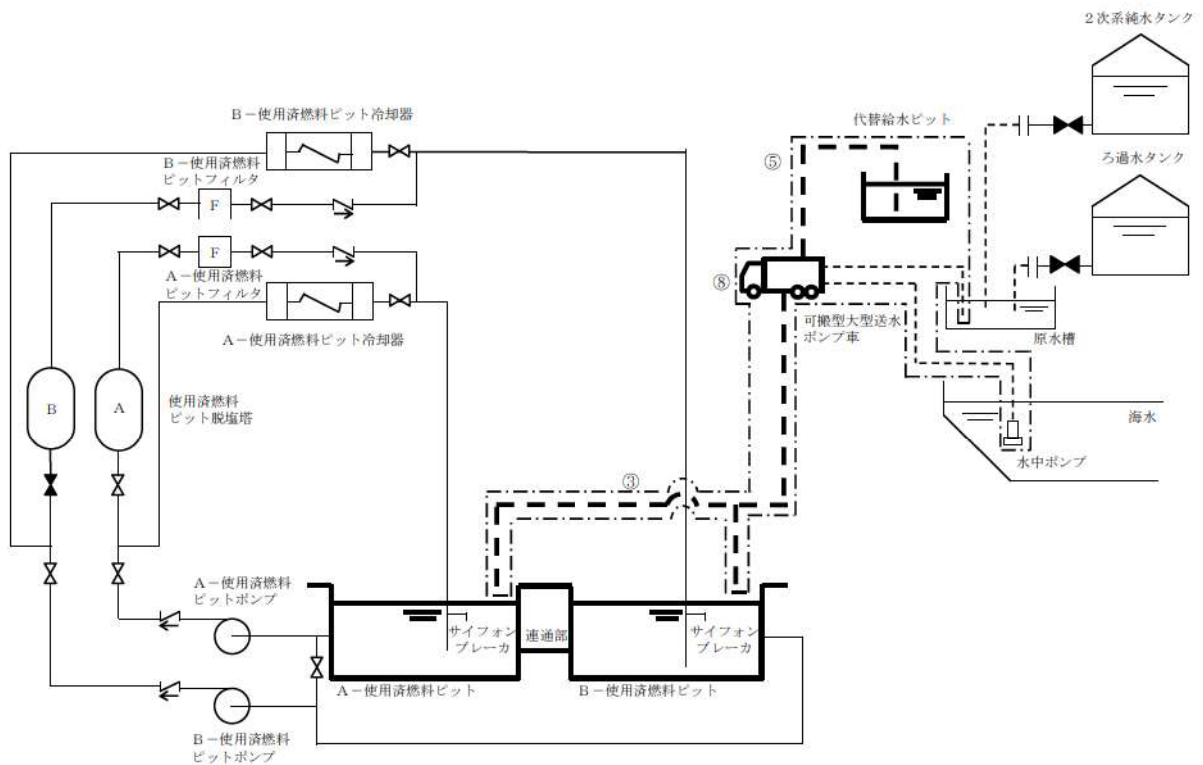 2次系純水タンク
B－使用済燃料ピット冷却器
代替給水ピット
B－使用済燃料
ピットフィルタ
⑤
ろ過水タンク
F
F
A－使用済燃料
ピットフィルタ
⑧
可搬型大型送水
ポンプ車
原水槽
A－使用済燃料ピット冷却器
B
A
使用済燃料
ピット脱塩塔
海水
水中ポンプ
③
A－使用済燃料
ピットポンプ
サイフォン
ブレーカ
連通部
サイフォン
ブレーカ
A－使用済燃料ピット
B－使用済燃料ピット
B－使用済燃料
ピットポンプ